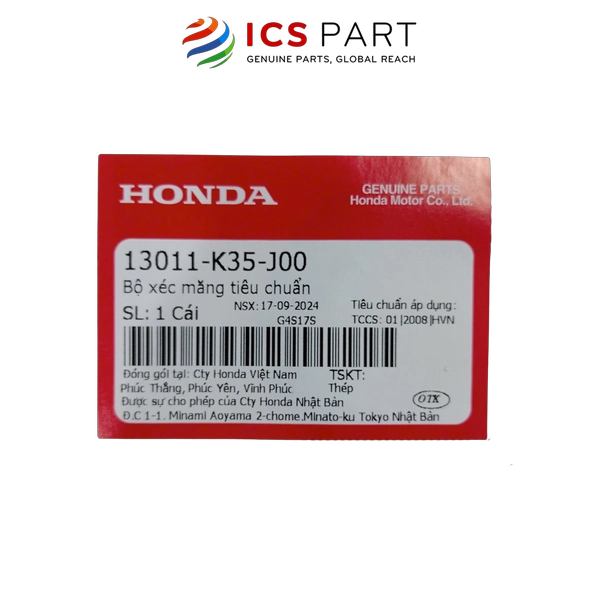 ICS PART
GENUINE PARTS, GLOBAL REACH
HONDA
GENUINE PARTS
Honda Motor Co., Ltd.
13011-K35-J00
Bộ xéc măng tiêu chuẩn
SL: 1 Cái
NSX: 17-09-2024
G4S17S
Tiêu chuẩn áp dụng:
TCCS: 01|2008|HVN
Đóng gói tại: Cty Honda Việt Nam
Phúc Thắng, Phúc Yên, Vĩnh Phúc
TSKT:
Thép
Được sự cho phép của Cty Honda Nhật Bản
Đ.C 1-1. Minami Aoyama 2-chome.Minato-ku Tokyo Nhật Bản
OTK